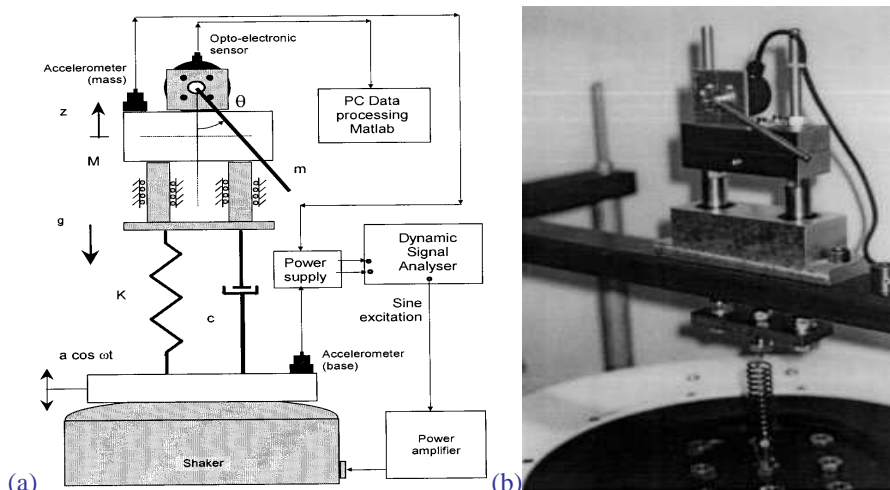 Opto-electronic
sensor
Accelerometer
(mass)
θ
z
PC Data
processing
Matlab
M
m
g
Power
supply
Dynamic
Signal
Analyser
K
c
Sine
excitation
a cos ωt
Accelerometer
(base)
Power
amplifier
Shaker
(a)
(b)